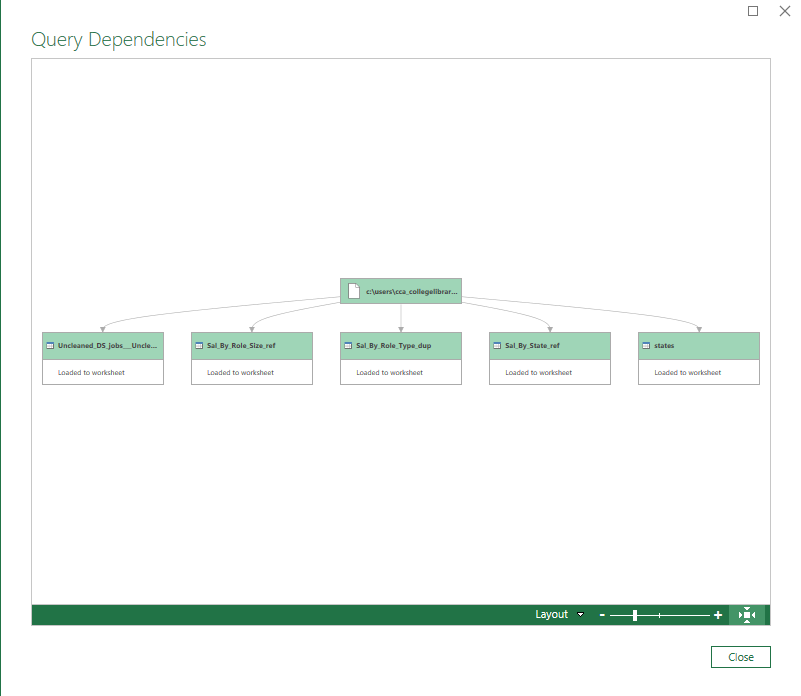 Query Dependencies
c:\users\cca_collegelibrar...
Uncleaned_DS_jobs___Uncle...
Loaded to worksheet
Sal_By_Role_Size_ref
Loaded to worksheet
Sal_By_Role_Type_dup
Loaded to worksheet
Sal_By_State_ref
Loaded to worksheet
states
Loaded to worksheet
Layout
Close